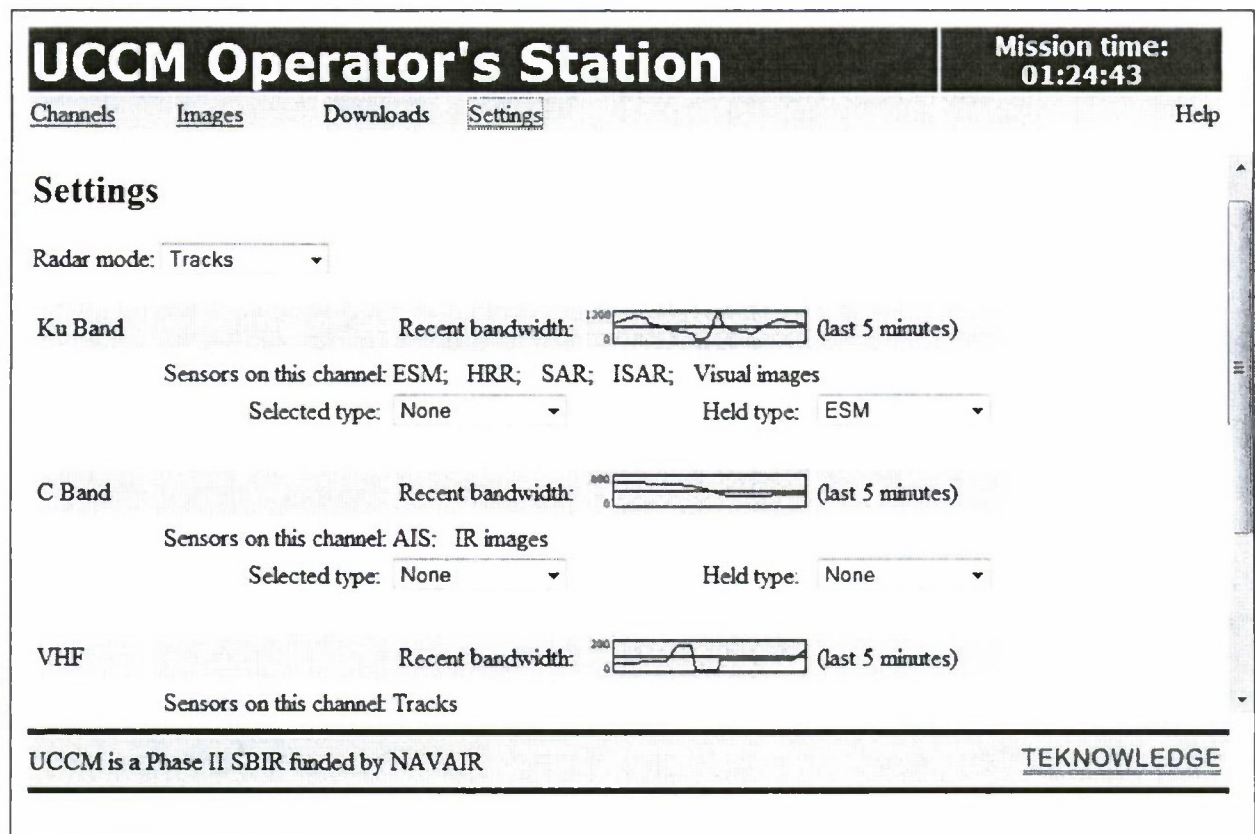 UCCM Operator's Station
Mission time:
01:24:43
Channels Images Downloads Settings Help
Settings
Radar mode: Tracks
Ku Band Recent bandwidth: 1200 0 (last 5 minutes)
Sensors on this channel: ESM; HRR; SAR; ISAR; Visual images
Selected type: None Held type: ESM
C Band Recent bandwidth: 0 (last 5 minutes)
Sensors on this channel: AIS: IR images
Selected type: None Held type: None
VHF Recent bandwidth: 200 0 (last 5 minutes)
Sensors on this channel: Tracks
UCCM is a Phase II SBIR funded by NAVAIR
TEKNOWLEDGE